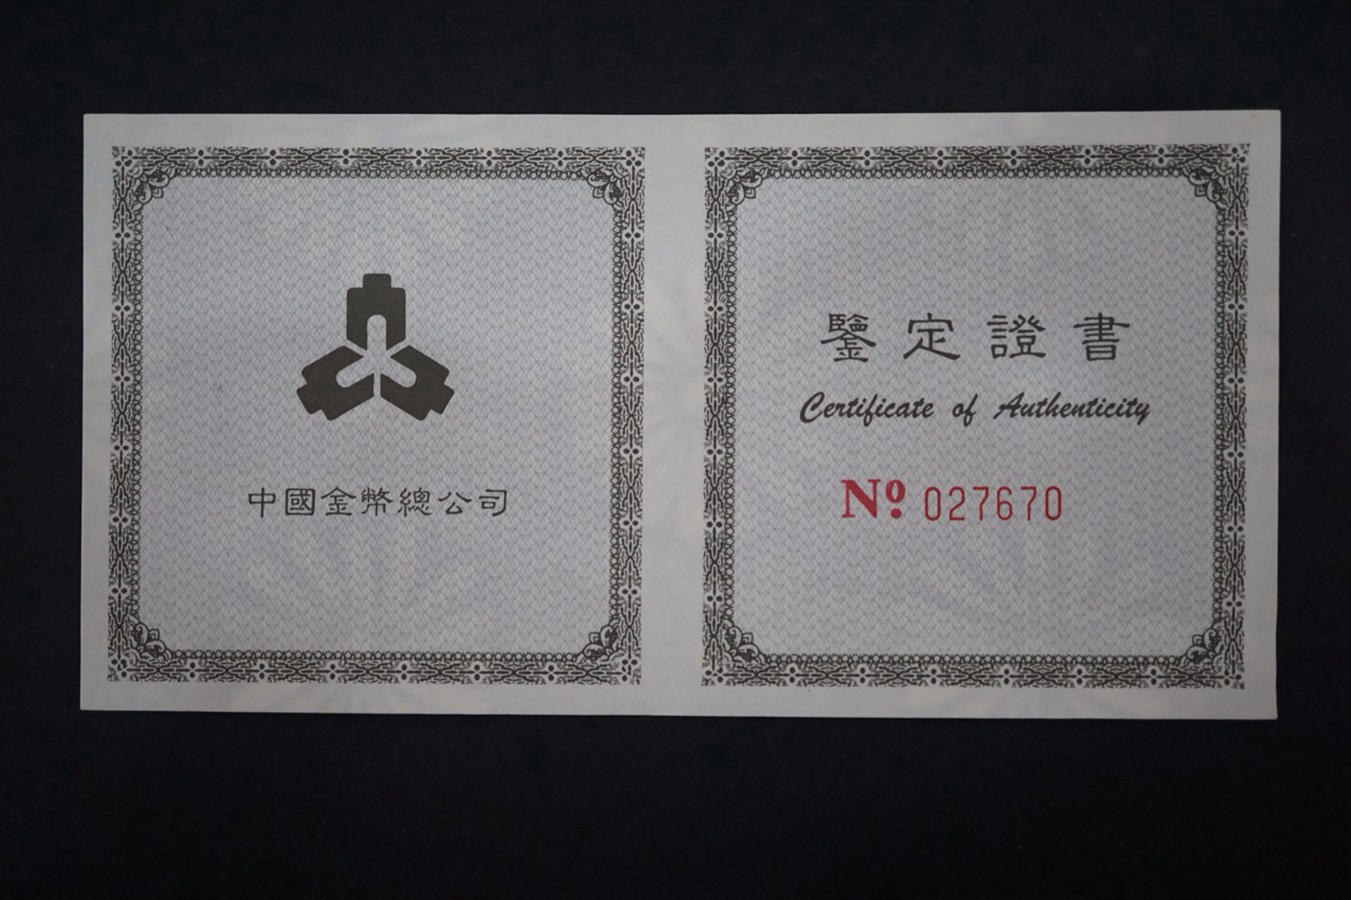 中國金幣總公司
鑒定證書
Certificate of Authenticity
Nº 027670